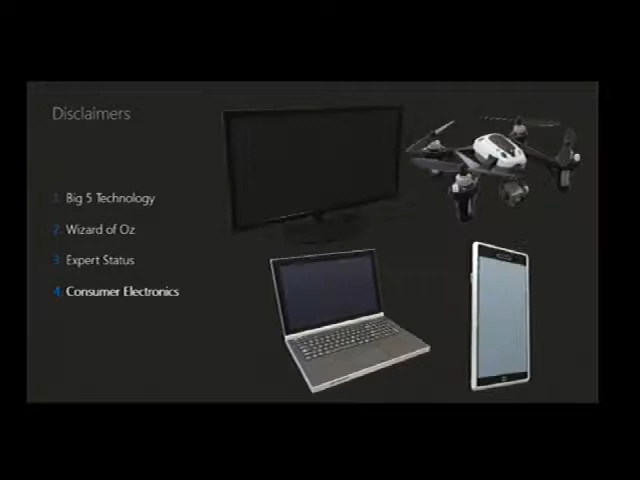 Disclaimers
1. Big 5 Technology
2. Wizard of Oz
3. Expert Status
4. Consumer Electronics